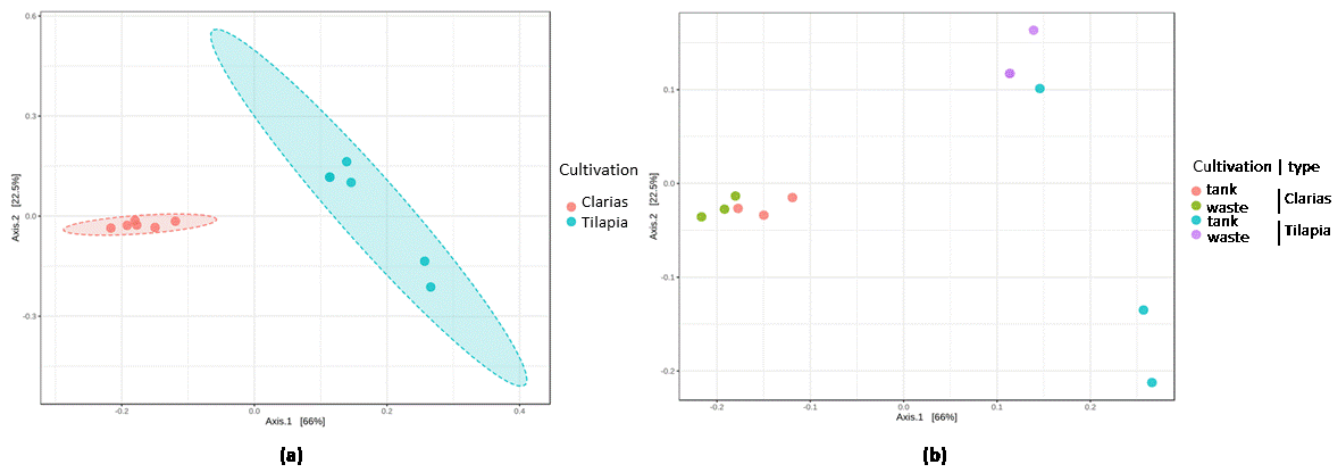 0.6
0.3
0.0
-0.3
Axis.2 [22.5%]
-0.2
0.0
0.2
0.4
Axis.1 [66%]
Cultivation
Clarias
Tilapia
(a)
0.1
0.0
-0.1
-0.2
Axis.2 [22.5%]
-0.2
-0.1
0.0
0.1
0.2
Axis.1 [66%]
Cultivation | type
tank
waste
Clarias
tank
waste
Tilapia
(b)